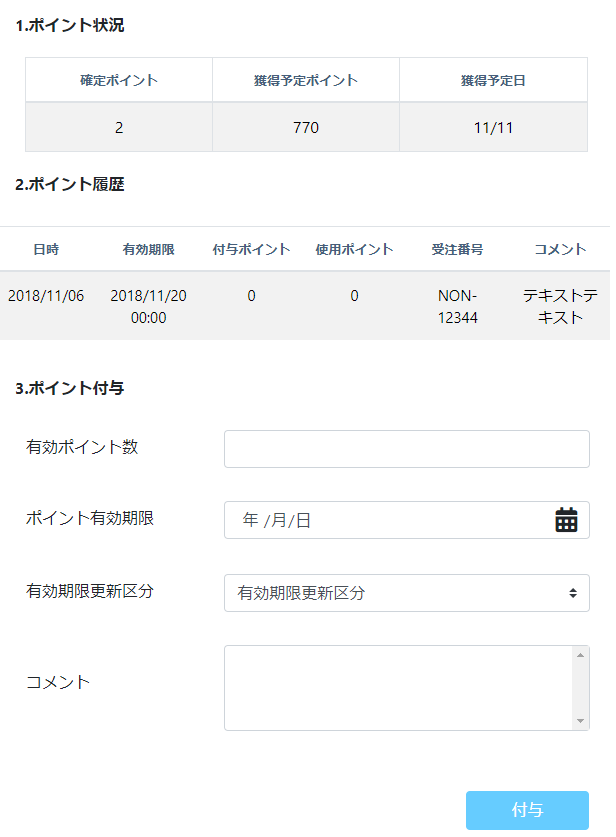 1.ポイント状況
確定ポイント 獲得予定ポイント 獲得予定日
2 770 11/11
2.ポイント履歴
日時 有効期限 付与ポイント 使用ポイント 受注番号 コメント
2018/11/06 2018/11/20 0 0 NON- テキストテ
00:00 12344 キスト
3.ポイント付与
有効ポイント数
ポイント有効期限 年 /月/日
有効期限更新区分 有効期限更新区分
コメント
付与